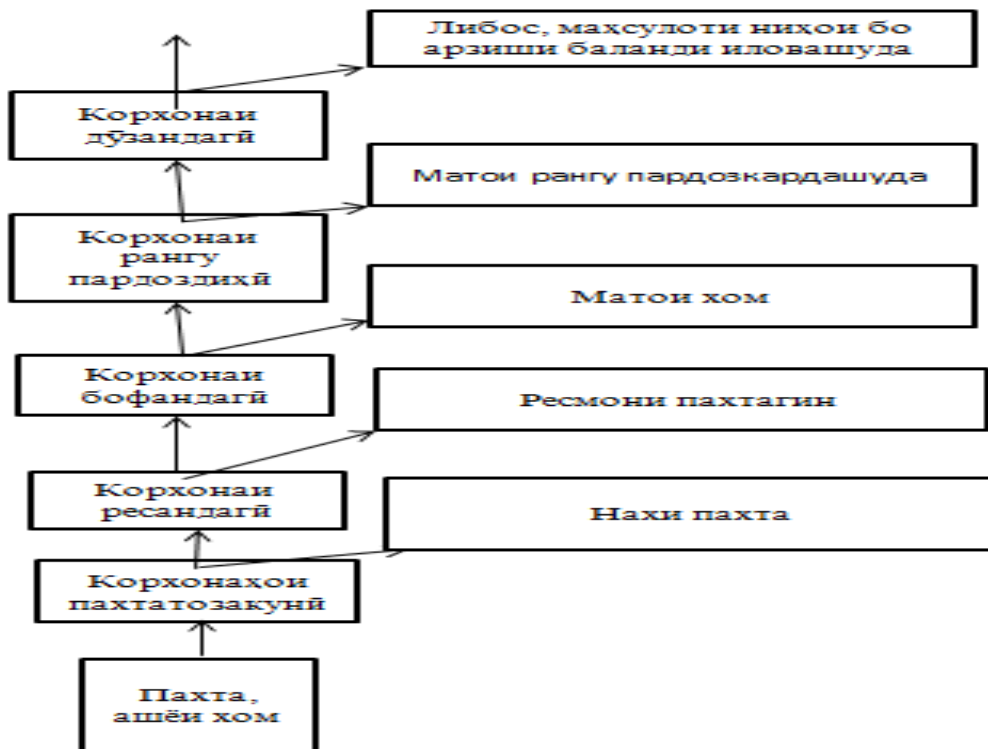 Либос, маҳсулоти ниҳои бо
арзиши баланди иловашуда
Корхонаи
дӯзандагӣ
Матои рангу пардозкардашуда
Корхонаи
рангу
пардоздиҳӣ
Матои хом
Корхонаи
бофандагӣ
Ресмони пахтагин
Корхонаи
ресандагӣ
Нахи пахта
Корхонаҳои
пахтатозакунӣ
Пахта,
ашёи хом